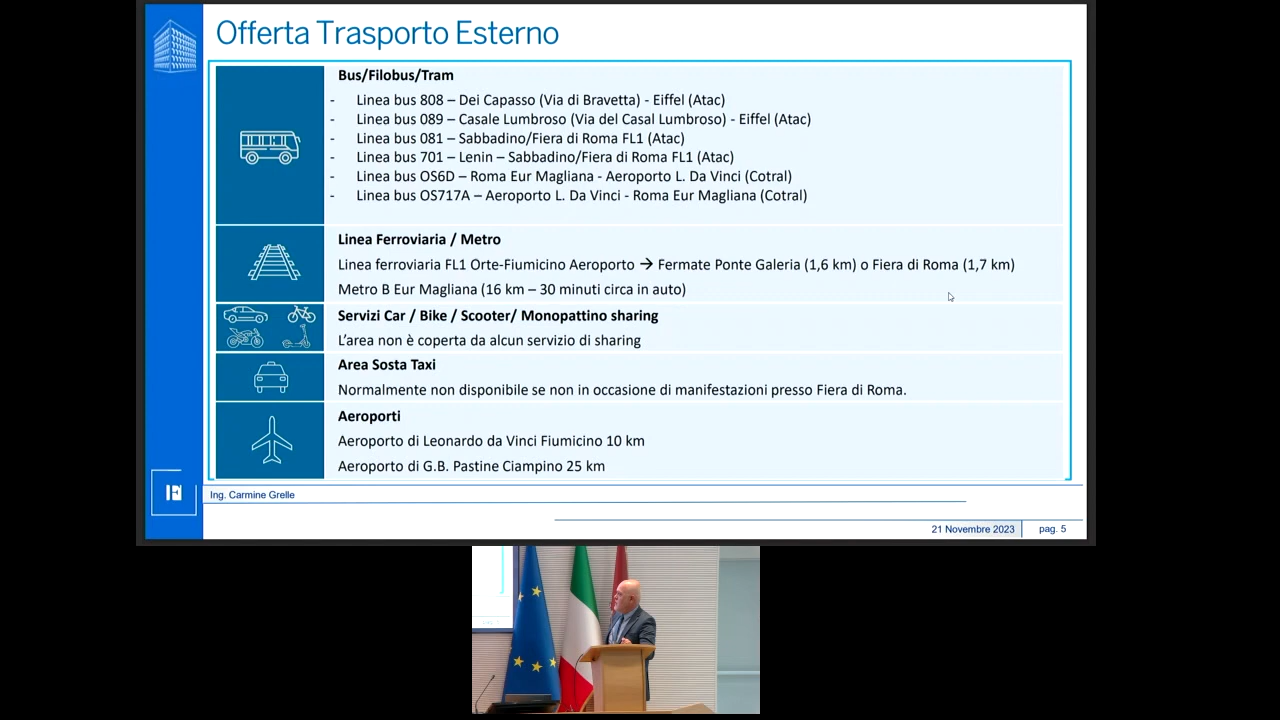 Offerta Trasporto Esterno
Bus/Filobus/Tram
- Linea bus 808 – Dei Capasso (Via di Bravetta) - Eiffel (Atac)
- Linea bus 089 – Casale Lumbroso (Via del Casal Lumbroso) - Eiffel (Atac)
- Linea bus 081 – Sabbadino/Fiera di Roma FL1 (Atac)
- Linea bus 701 – Lenin – Sabbadino/Fiera di Roma FL1 (Atac)
- Linea bus OS6D – Roma Eur Magliana - Aeroporto L. Da Vinci (Cotral)
- Linea bus OS717A – Aeroporto L. Da Vinci - Roma Eur Magliana (Cotral)
Linea Ferroviaria / Metro
Linea ferroviaria FL1 Orte-Fiumicino Aeroporto → Fermate Ponte Galeria (1,6 km) o Fiera di Roma (1,7 km)
Metro B Eur Magliana (16 km – 30 minuti circa in auto)
Servizi Car / Bike / Scooter/ Monopattino sharing
L'area non è coperta da alcun servizio di sharing
Area Sosta Taxi
Normalmente non disponibile se non in occasione di manifestazioni presso Fiera di Roma.
Aeroporti
Aeroporto di Leonardo da Vinci Fiumicino 10 km
Aeroporto di G.B. Pastine Ciampino 25 km
E
Ing. Carmine Grelle
21 Novembre 2023 pag. 5